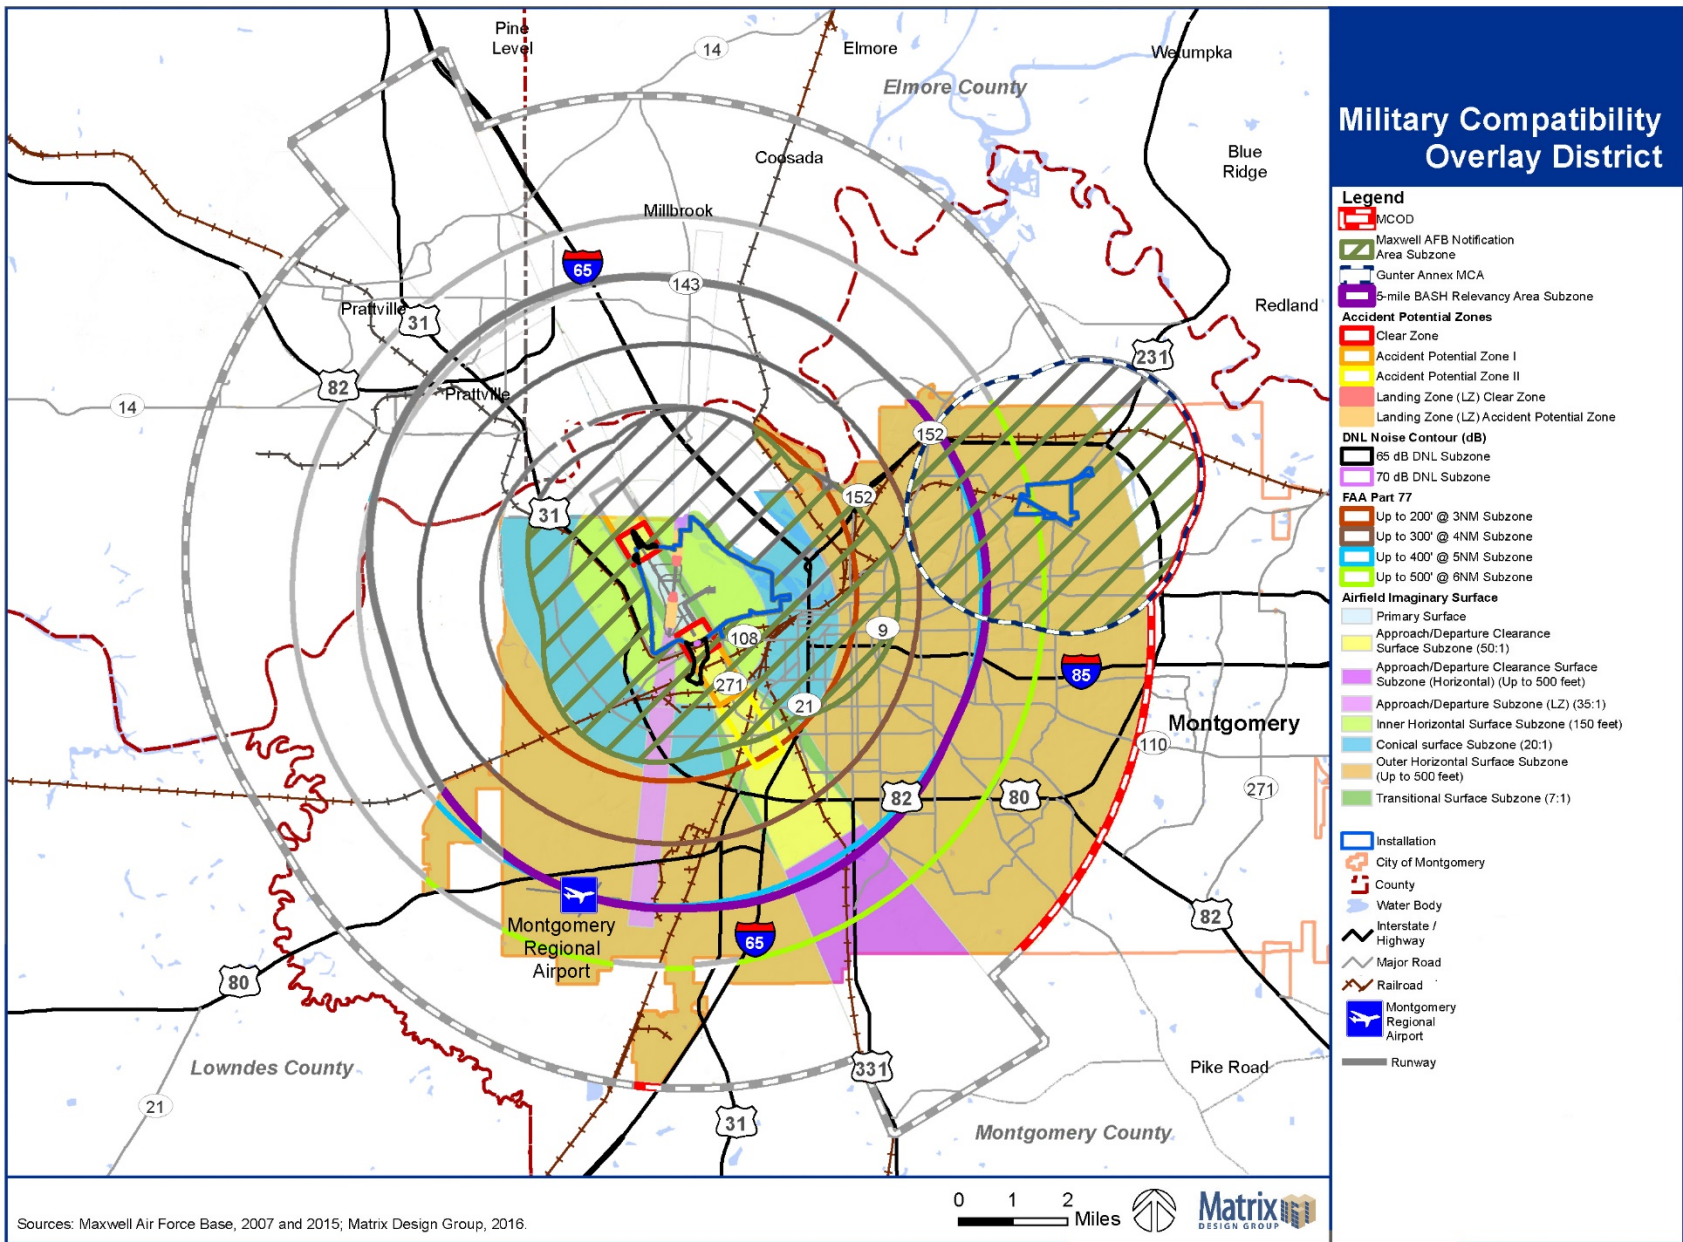 Military Compatibility
Overlay District
Legend
MCOD
Maxwell AFB Notification
Area Subzone
Gunter Annex MCA
5-mile BASH Relevancy Area Subzone
Accident Potential Zones
Clear Zone
Accident Potential Zone I
Accident Potential Zone II
Landing Zone (LZ) Clear Zone
Landing Zone (LZ) Accident Potential Zone
DNL Noise Contour (dB)
65 dB DNL Subzone
70 dB DNL Subzone
FAA Part 77
Up to 200' @ 3NM Subzone
Up to 300' @ 4NM Subzone
Up to 400' @ 5NM Subzone
Up to 500' @ 6NM Subzone
Airfield Imaginary Surface
Primary Surface
Approach/Departure Clearance
Surface Subzone (50:1)
Approach/Departure Clearance Surface
Subzone (Horizontal) (Up to 500 feet)
Approach/Departure Subzone (LZ) (35:1)
Inner Horizontal Surface Subzone (150 feet)
Conical surface Subzone (20:1)
Outer Horizontal Surface Subzone
(Up to 500 feet)
Transitional Surface Subzone (7:1)
Installation
City of Montgomery
County
Water Body
Interstate /
Highway
Major Road
Railroad
Montgomery
Regional
Airport
Runway
Pine
Level
14
Elmore
Wetumpka
Elmore County
Coosada
Blue
Ridge
Millbrook
65
143
Redland
Prattville
31
231
82
Prattville
14
152
152
31
108
9
271
85
21
Montgomery
110
82
80
271
Montgomery
Regional
Airport
65
82
80
Lowndes County
331
Pike Road
21
31
Montgomery County
0 1 2
Miles
Matrix
DESIGN GROUP
Sources: Maxwell Air Force Base, 2007 and 2015; Matrix Design Group, 2016.